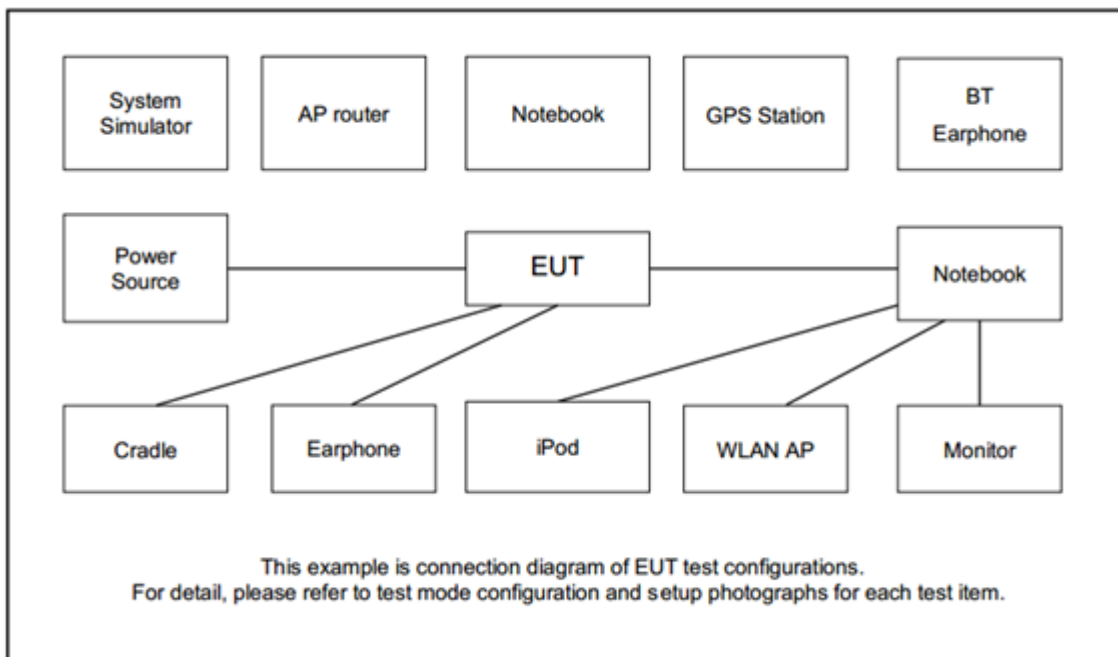 System
Simulator
AP router
Notebook
GPS Station
BT
Earphone
Power
Source
EUT
Notebook
Cradle
Earphone
iPod
WLAN AP
Monitor
This example is connection diagram of EUT test configurations.
For detail, please refer to test mode configuration and setup photographs for each test item.